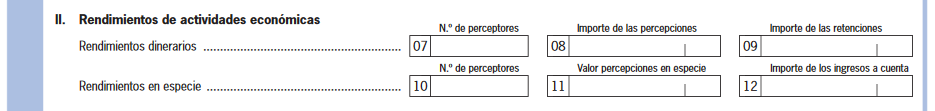 II. Rendimientos de actividades económicas
N.º de perceptores Importe de las percepciones Importe de las retenciones
Rendimientos dinerarios ........................................................... 07 08 09
N.º de perceptores Valor percepciones en especie Importe de los ingresos a cuenta
Rendimientos en especie .......................................................... 10 11 12